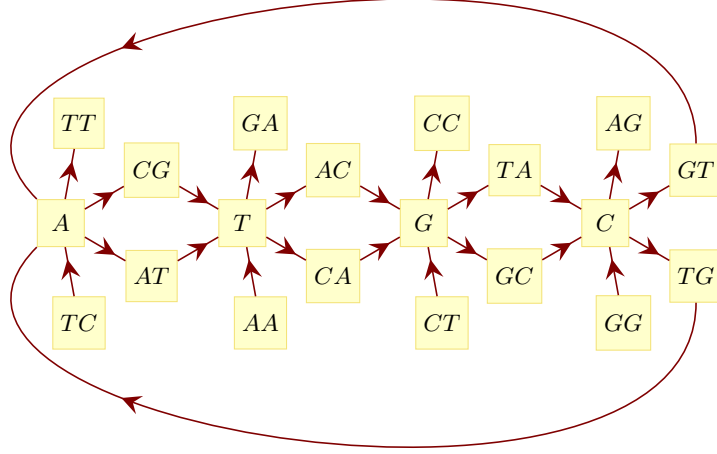 TT GA CC AG
CG AC TA GT
A T G C
AT CA GC TG
TC AA CT GG